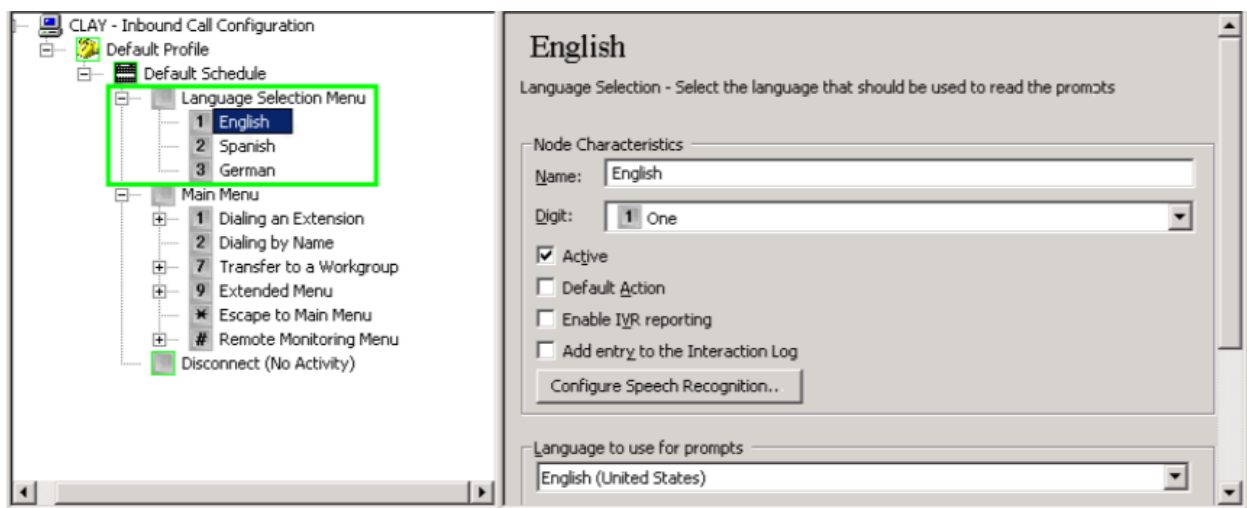 CLAY - Inbound Call Configuration
Default Profile
Default Schedule
Language Selection Menu
1 English
2 Spanish
3 German
Main Menu
1 Dialing an Extension
2 Dialing by Name
7 Transfer to a Workgroup
9 Extended Menu
* Escape to Main Menu
# Remote Monitoring Menu
Disconnect (No Activity)
English
Language Selection - Select the language that should be used to read the prompts
Node Characteristics
Name: English
Digit: 1 One
Active
Default Action
Enable IVR reporting
Add entry to the Interaction Log
Configure Speech Recognition..
Language to use for prompts
English (United States)